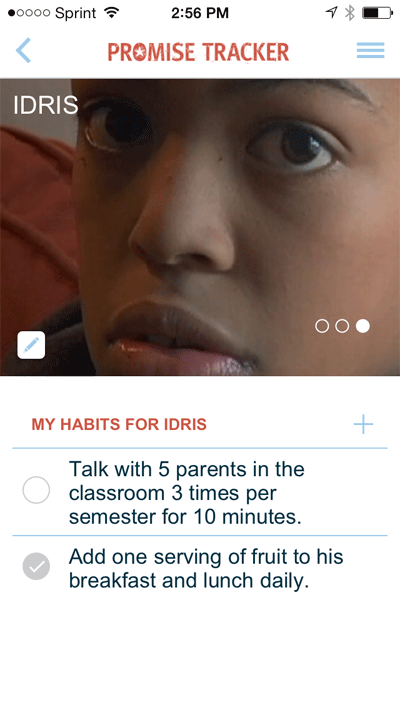 Sprint 2:56 PM
PROMISE TRACKER
IDRIS
MY HABITS FOR IDRIS
Talk with 5 parents in the
classroom 3 times per
semester for 10 minutes.
Add one serving of fruit to his
breakfast and lunch daily.